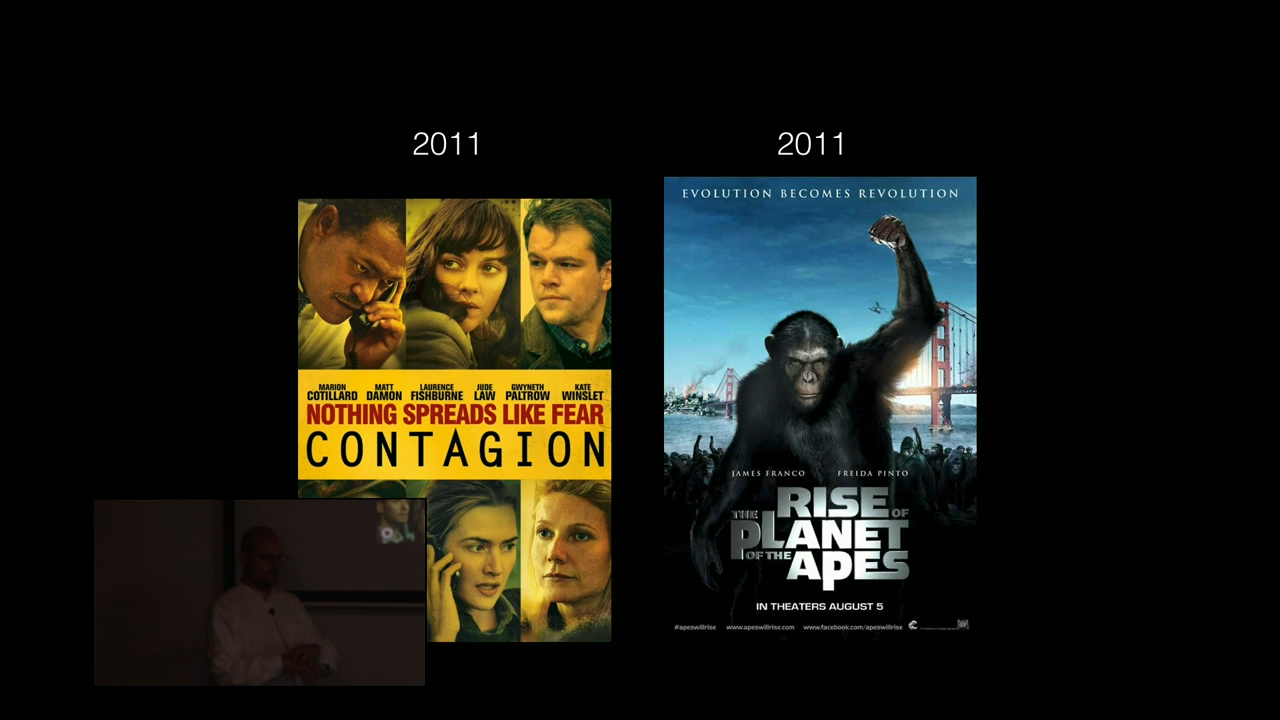 2011
2011
MARION COTILLARD MATT DAMON LAURENCE FISHBURNE JUDE LAW GWYNETH PALTROW KATE WINSLET
NOTHING SPREADS LIKE FEAR
CONTAGION
EVOLUTION BECOMES REVOLUTION
JAMES FRANCO FREIDA PINTO
RISE OF
THE PLANET
OF THE APES
IN THEATERS AUGUST 5
#apeswillrise www.apeswillrise.com www.facebook.com/apeswillrise